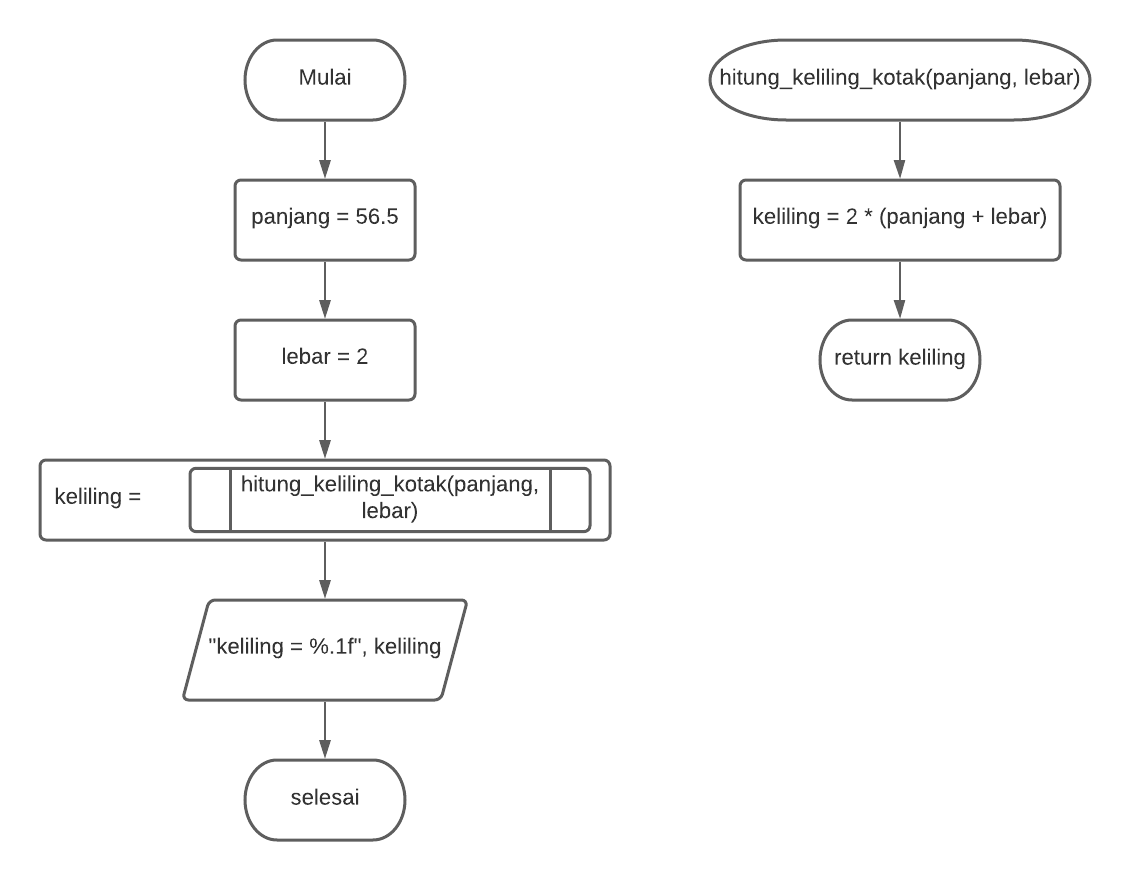 Mulai
panjang = 56.5
lebar = 2
keliling =
hitung_keliling_kotak(panjang,
lebar)
"keliling = %.1f", keliling
selesai
hitung_keliling_kotak(panjang, lebar)
keliling = 2 * (panjang + lebar)
return keliling